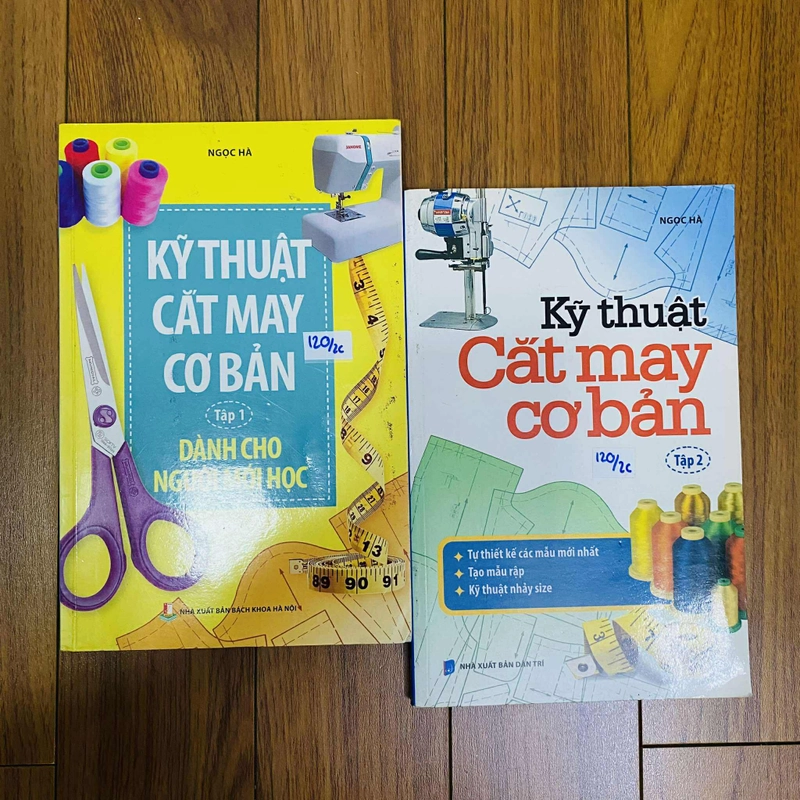 NGỌC HÀ
JANOME
KỸ THUẬT
CẮT MAY
CƠ BẢN
120/2c
Tập 1
DÀNH CHO
NGƯỜI MỚI HỌC
NHÀ XUẤT BẢN BÁCH KHOA HÀ NỘI
89 90 91
NGỌC HÀ
Kỹ thuật
Cắt may
cơ bản
120/2c
Tập 2
Tự thiết kế các mẫu mới nhất
Tạo mẫu rập
Kỹ thuật nhảy size
NHÀ XUẤT BẢN DÂN TRÍ